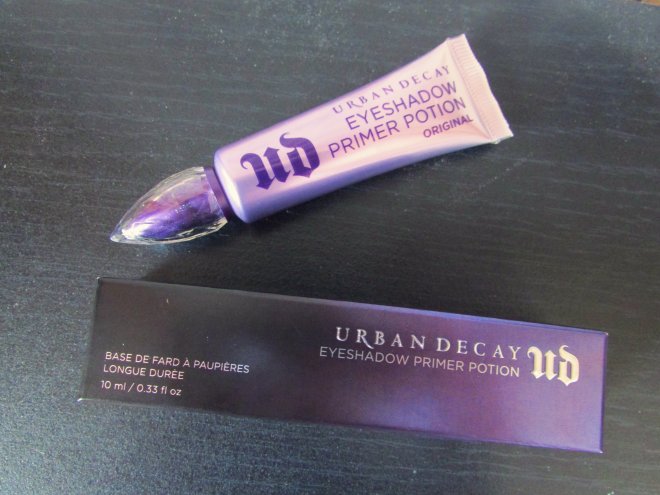 URBAN DECAY
EYESHADOW
PRIMER POTION
ORIGINAL
ud
URBAN DECAY
EYESHADOW PRIMER POTION
ud
BASE DE FARD À PAUPIÈRES
LONGUE DURÉE
10 ml / 0.33 fl oz